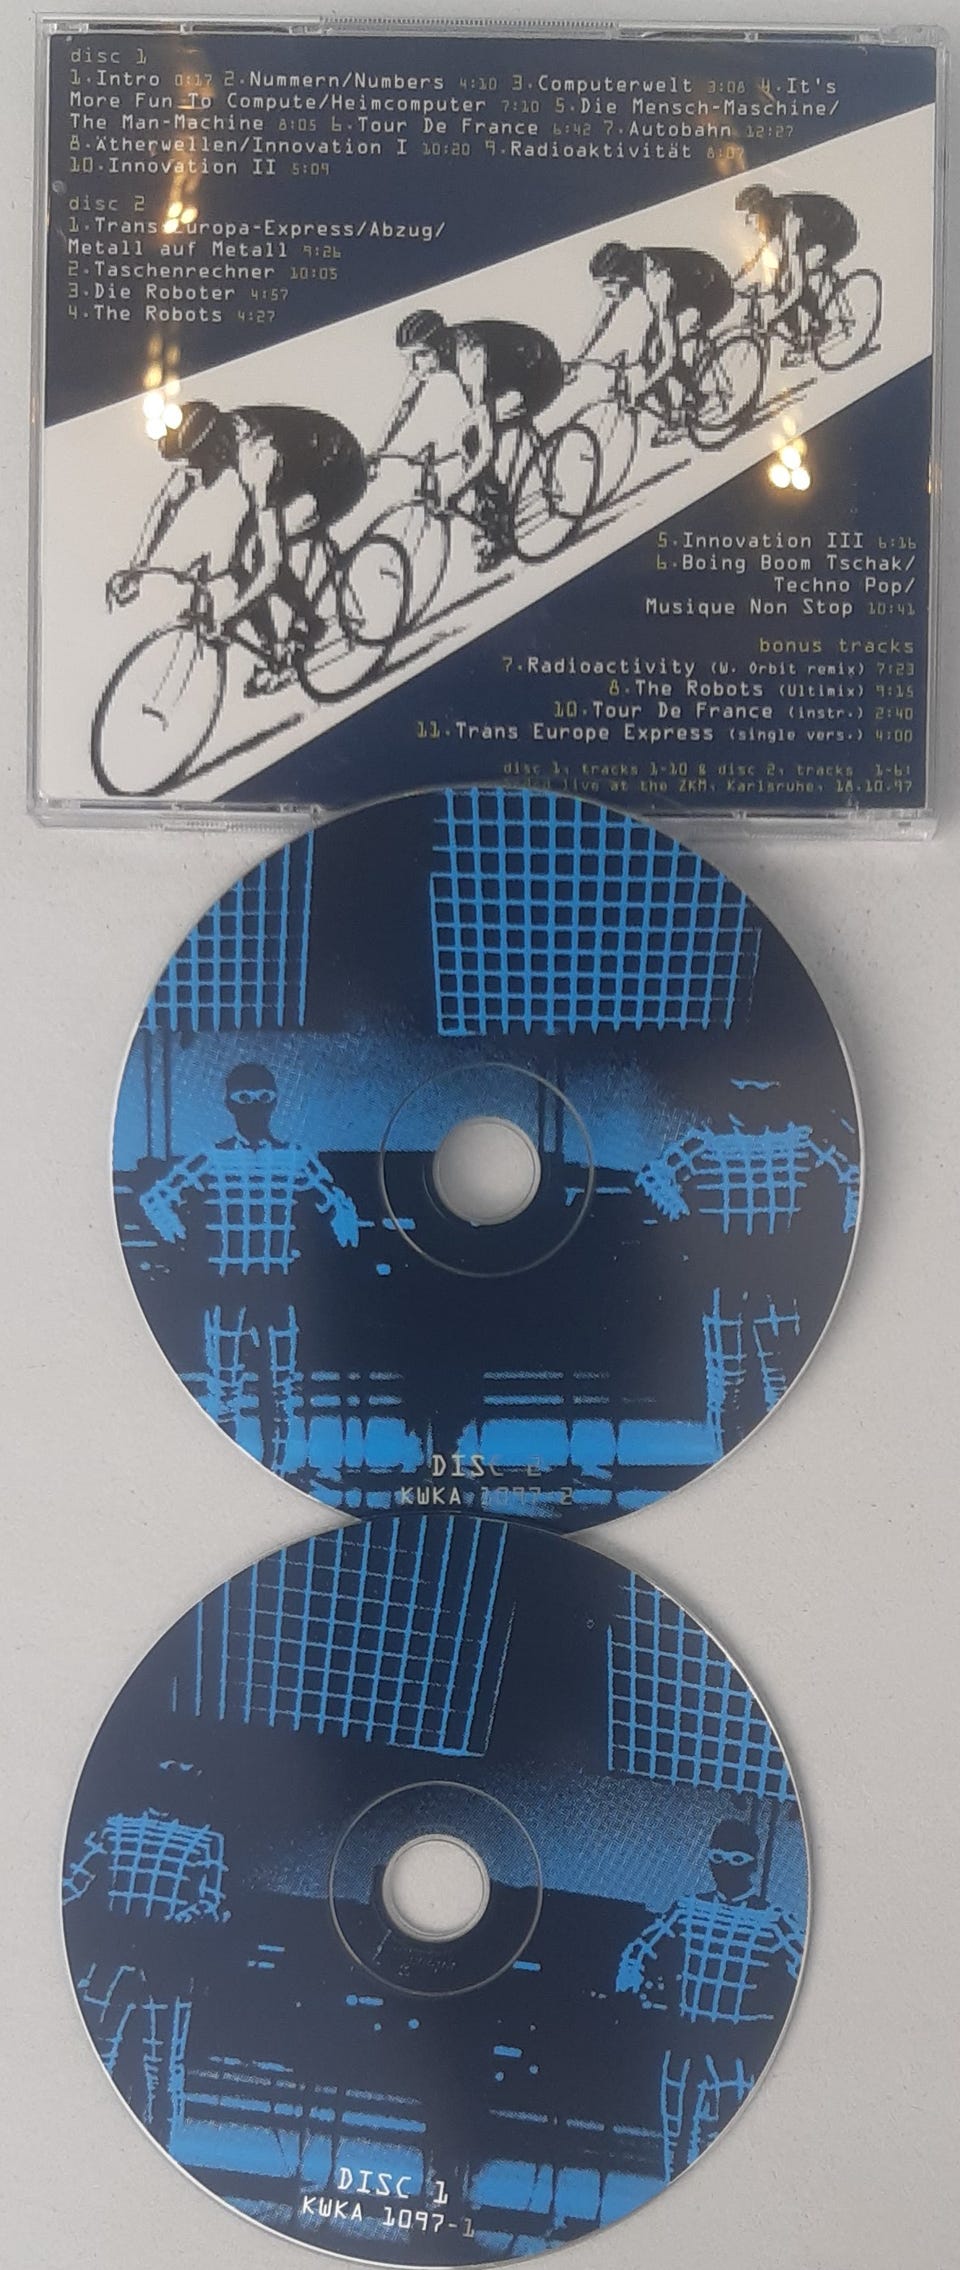 disc 1
1.Intro 0:17 2.Nummern/Numbers 4:10 3.Computerwelt 3:08 4.It's
More Fun To Compute/Heimcomputer 7:10 5.Die Mensch-Maschine/
The Man-Machine 8:05 6.Tour De France 6:42 7.Autobahn 12:27
8.Ätherwellen/Innovation I 10:20 9.Radioaktivität 8:07
10.Innovation II 5:09
disc 2
1.Trans Europa-Express/Abzug/
Metall auf Metall 9:26
2.Taschenrechner 10:05
3.Die Roboter 4:57
4.The Robots 4:27
5.Innovation III 6:16
6.Boing Boom Tschak/
Techno Pop/
Musique Non Stop 10:41
bonus tracks
7.Radioactivity (W. Orbit remix) 7:23
8.The Robots (Ultimix) 9:15
10.Tour De France (instr.) 2:40
11.Trans Europe Express (single vers.) 4:00
disc 1, tracks 1-10 & disc 2, tracks 1-6:
live at the ZKM, Karlsruhe, 18.10.97
DISC 2
KWKA 1097-2
DISC 1
KWKA 1097-1